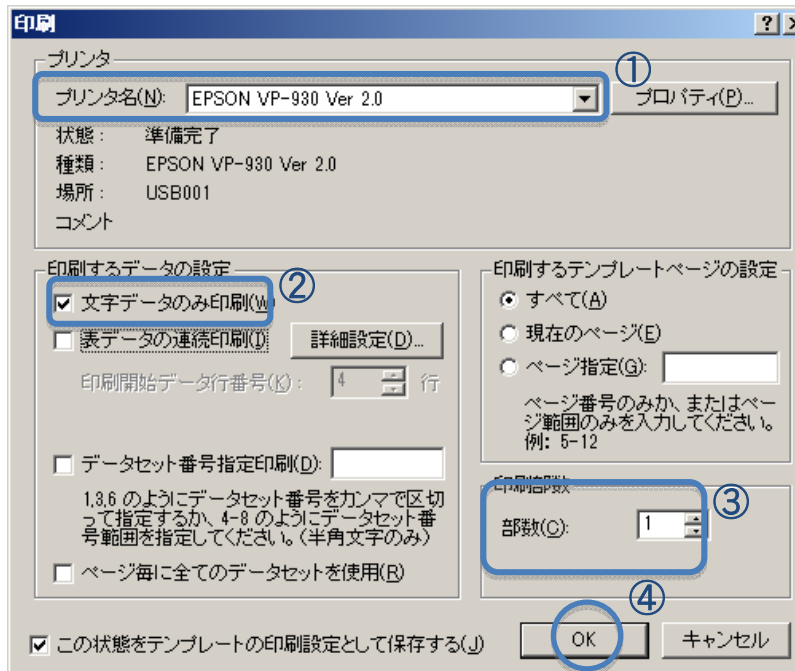 印刷
プリンタ
①
プリンタ名(N): EPSON VP-930 Ver 2.0 プロパティ(P)...
状態： 準備完了
種類： EPSON VP-930 Ver 2.0
場所： USB001
コメント
印刷するデータの設定
②
文字データのみ印刷(W)
表データの連続印刷(I) 詳細設定(D)...
印刷開始データ行番号(K)： 4 行
データセット番号指定印刷(D):
1,3,6 のようにデータセット番号をカンマで区切
って指定するか、4-8 のようにデータセット番
号範囲を指定してください。(半角文字のみ)
ページ毎に全てのデータセットを使用(R)
印刷するテンプレートページの設定
すべて(A)
現在のページ(E)
ページ指定(G):
ページ番号のみか、またはペー
ジ範囲のみを入力してください。
例: 5-12
印刷部数
③
部数(C): 1
④
この状態をテンプレートの印刷設定として保存する(J) OK キャンセル